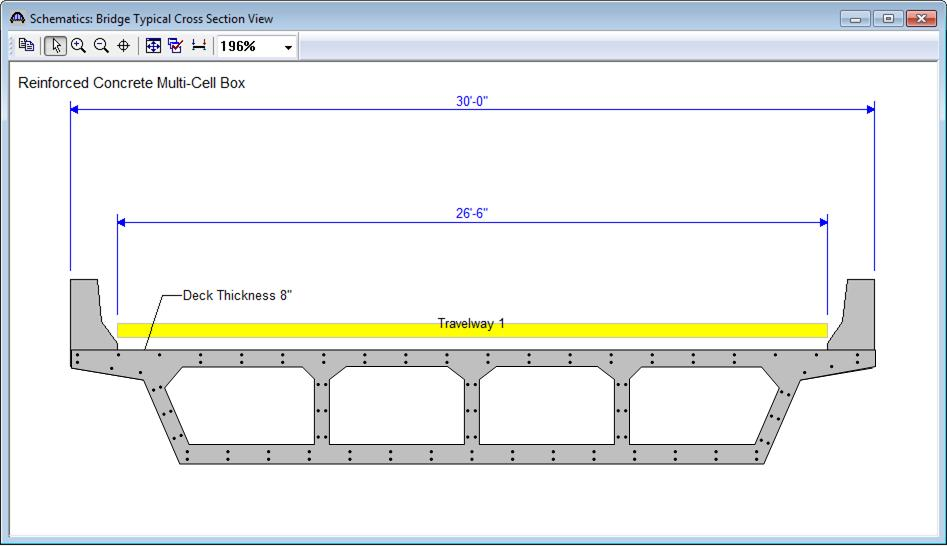 Schematics: Bridge Typical Cross Section View
196%
Reinforced Concrete Multi-Cell Box
30'-0"
26'-6"
Deck Thickness 8"
Travelway 1